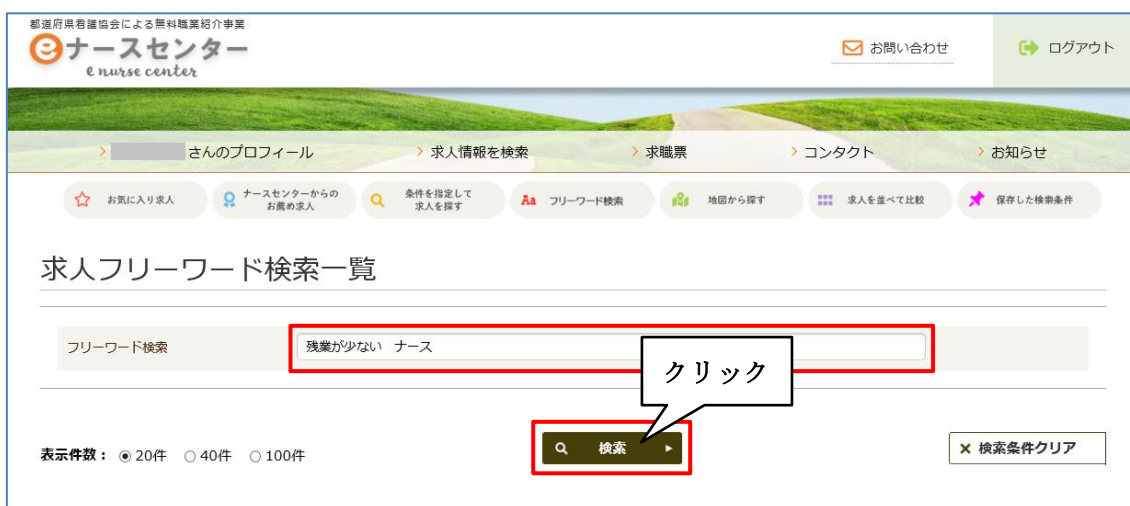 都道府県看護協会による無料職業紹介事業
eナースセンター
e nurse center
お問い合わせ
ログアウト
さんのプロフィール
求人情報を検索
求職票
コンタクト
お知らせ
お気に入り求人
ナースセンターからの
お薦め求人
条件を指定して
求人を探す
Aa フリーワード検索
地図から探す
求人を並べて比較
保存した検索条件
求人フリーワード検索一覧
フリーワード検索
残業が少ない ナース
クリック
表示件数： 20件 40件 100件
検索
× 検索条件クリア